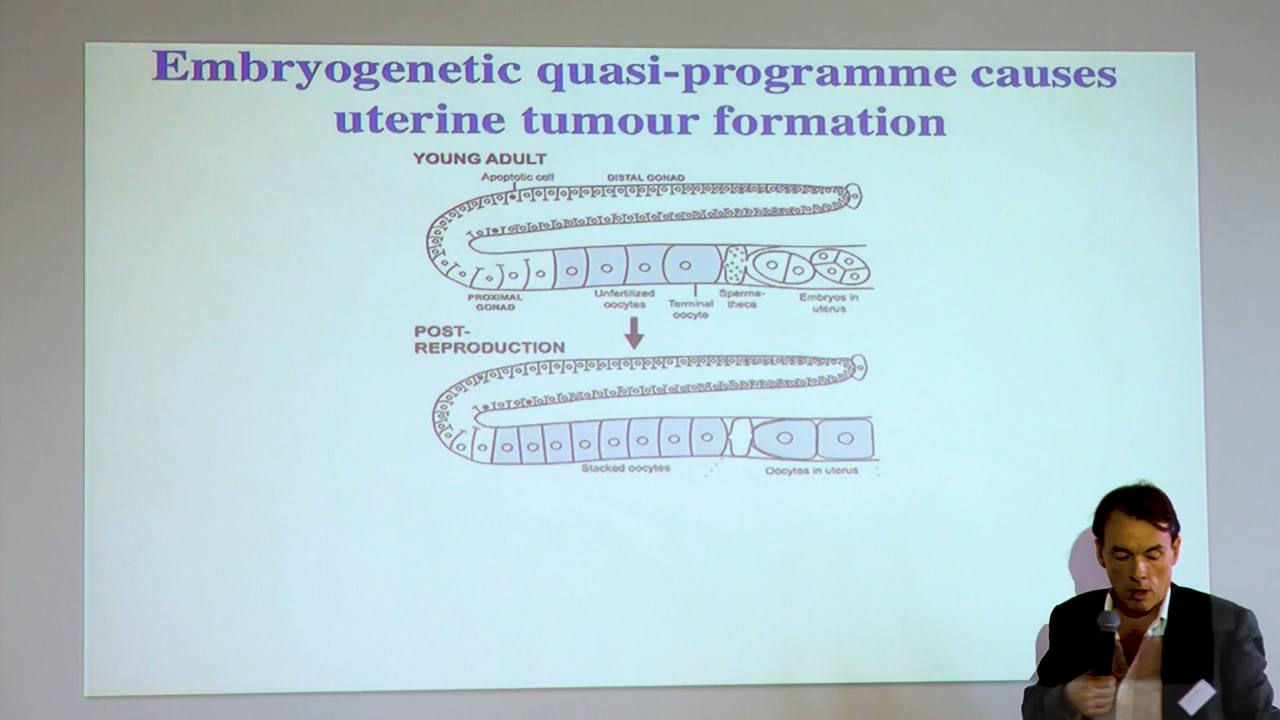 Embryogenetic quasi-programme causes
uterine tumour formation
YOUNG ADULT
Apoptotic cell
DISTAL GONAD
PROXIMAL
GONAD
Unfertilized
oocytes
Terminal
oocyte
Sperma-
theca
Embryos in
uterus
POST-
REPRODUCTION
Stacked oocytes
Oocytes in uterus